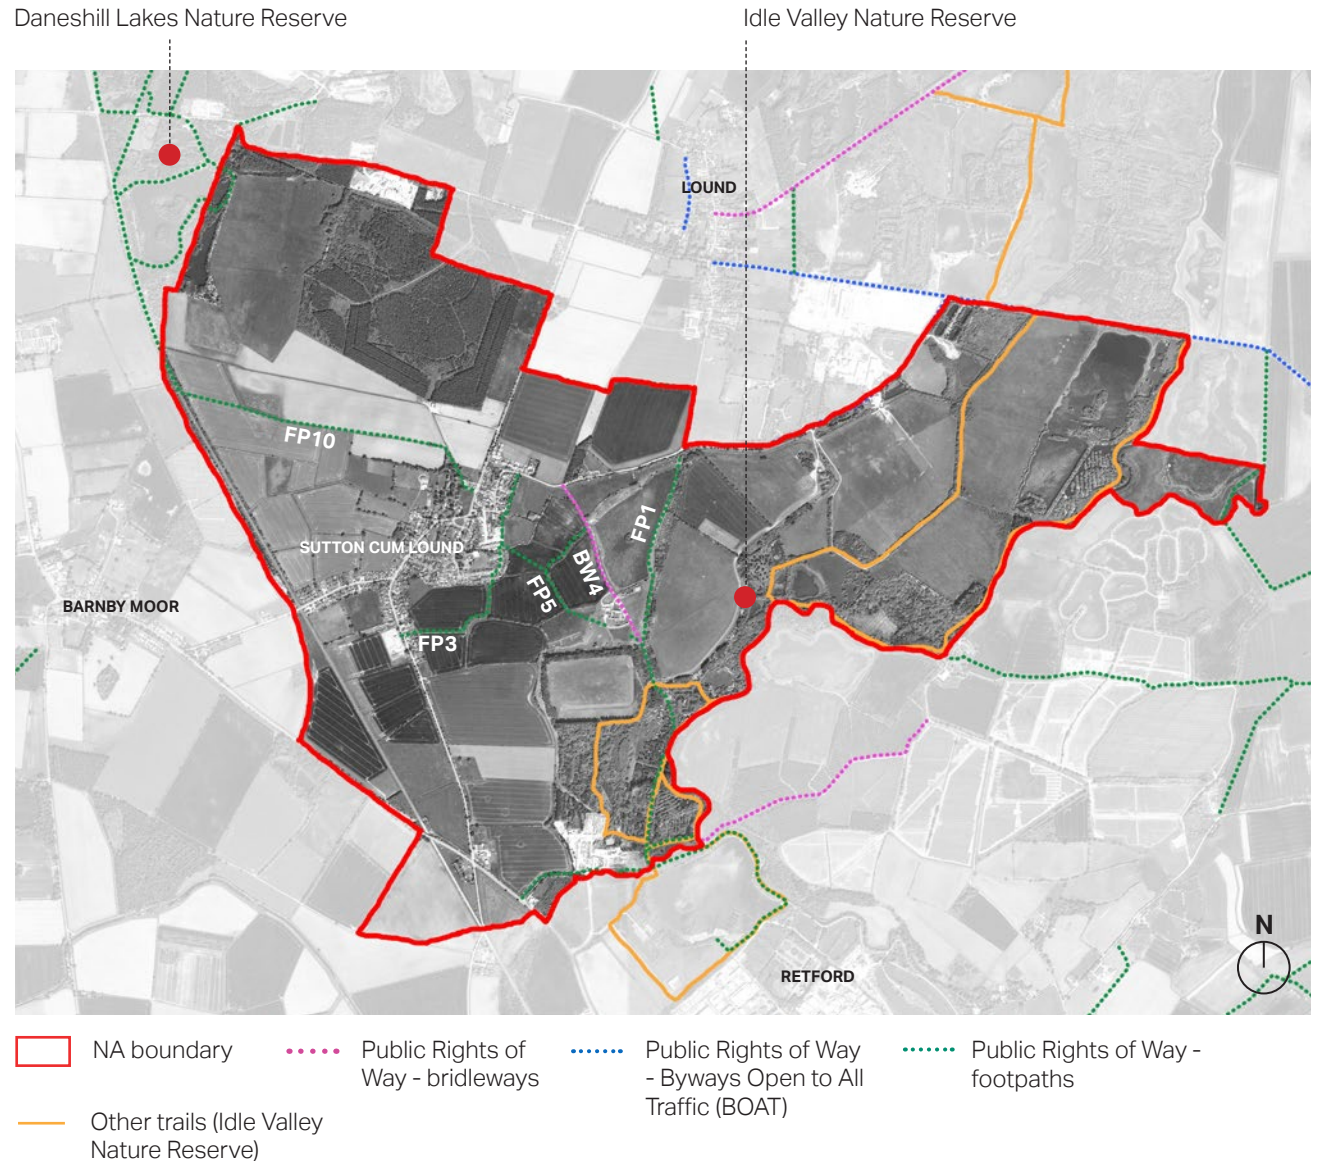 Daneshill Lakes Nature Reserve
Idle Valley Nature Reserve
LOUND
FP10
FP1
SUTTON CUM LOUND
BW4
FP5
BARNBY MOOR
FP3
N
RETFORD
NA boundary
Public Rights of
Way - bridleways
Public Rights of Way
- Byways Open to All
Traffic (BOAT)
Public Rights of Way -
footpaths
Other trails (Idle Valley
Nature Reserve)